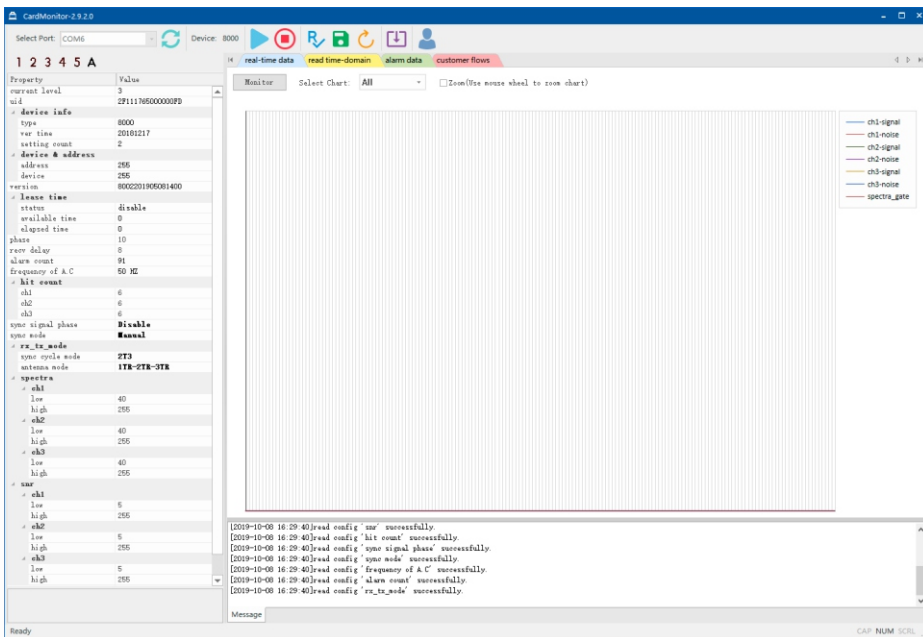 CardMonitor-2.9.2.0
Select Port: COM6 Device: 8000
1 2 3 4 5 A
real-time data read time-domain alarm data customer flows
Monitor Select Chart: All Zoom(Use mouse wheel to zoom chart)
Property Value
current level 3
uid 2F111765000000FD
device info
type 8000
ver time 20181217
setting count 2
device & address
address 255
device 255
version 8002201905081400
lease time
status disable
available time 0
elapsed time 0
phase 10
recv delay 8
alarm count 91
frequency of A.C 50 HZ
hit count
ch1 6
ch2 6
ch3 6
sync signal phase Disable
sync mode Manual
rx_tx_mode
sync cycle mode 2T3
antenna mode 1TR-2TR-3TR
spectra
ch1
low 40
high 255
ch2
low 40
high 255
ch3
low 40
high 255
snr
ch1
low 5
high 255
ch2
low 5
high 255
ch3
low 5
high 255
ch1-signal
ch1-noise
ch2-signal
ch2-noise
ch3-signal
ch3-noise
spectra_gate
[2019-10-08 16:29:40]read config 'snr' successfully.
[2019-10-08 16:29:40]read config 'hit count' successfully.
[2019-10-08 16:29:40]read config 'sync signal phase' successfully.
[2019-10-08 16:29:40]read config 'sync mode' successfully.
[2019-10-08 16:29:40]read config 'frequency of A.C' successfully.
[2019-10-08 16:29:40]read config 'alarm count' successfully.
[2019-10-08 16:29:40]read config 'rx_tx_mode' successfully.
Message
Ready CAP NUM SCRL